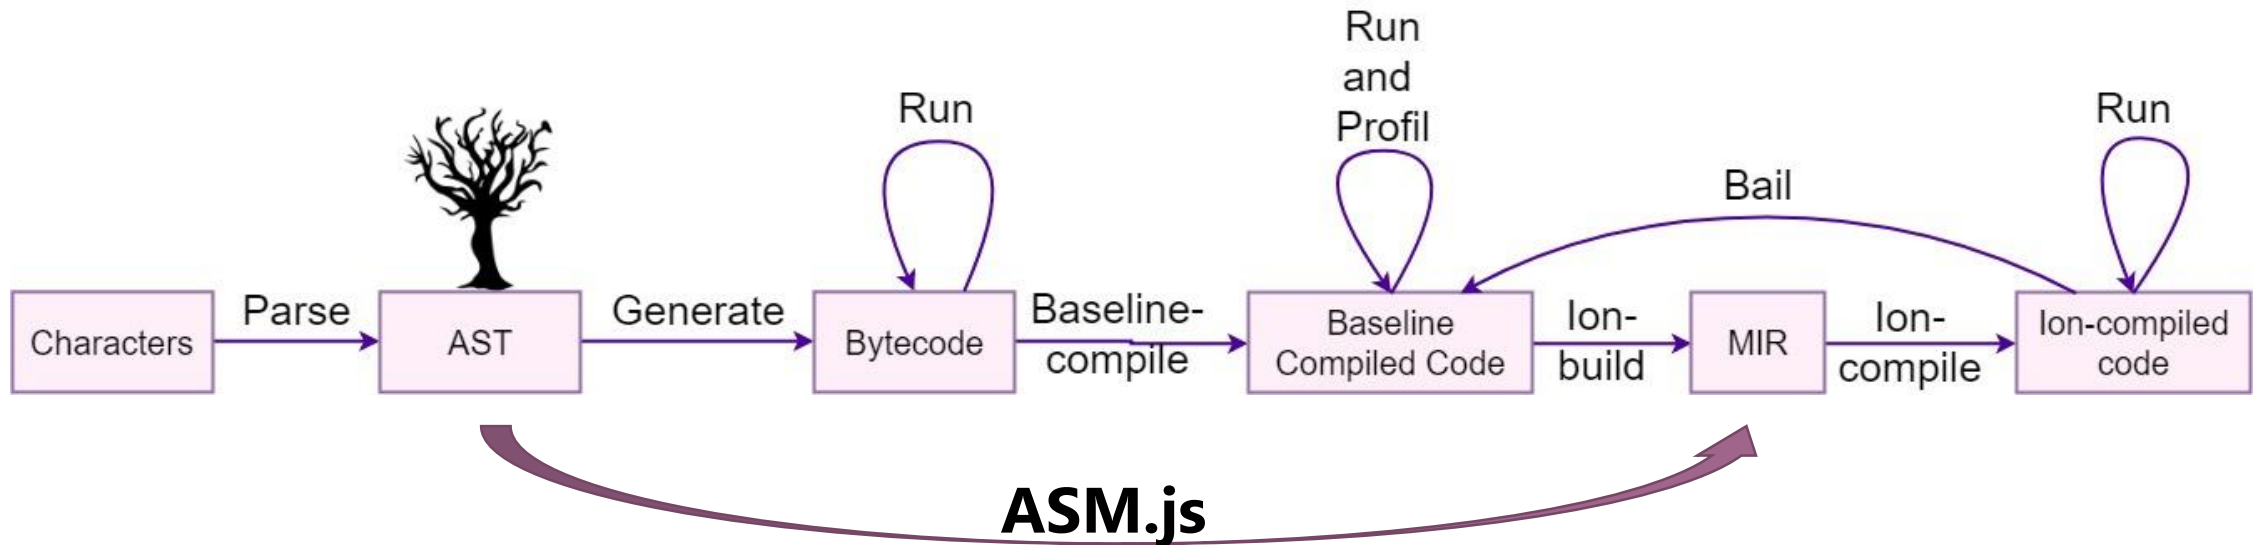 Run
and
Profil
Run
Run
Bail
Characters
Parse
AST
Generate
Bytecode
Baseline-
compile
Baseline
Compiled Code
Ion-
build
MIR
Ion-
compile
Ion-compiled
code
ASM.js